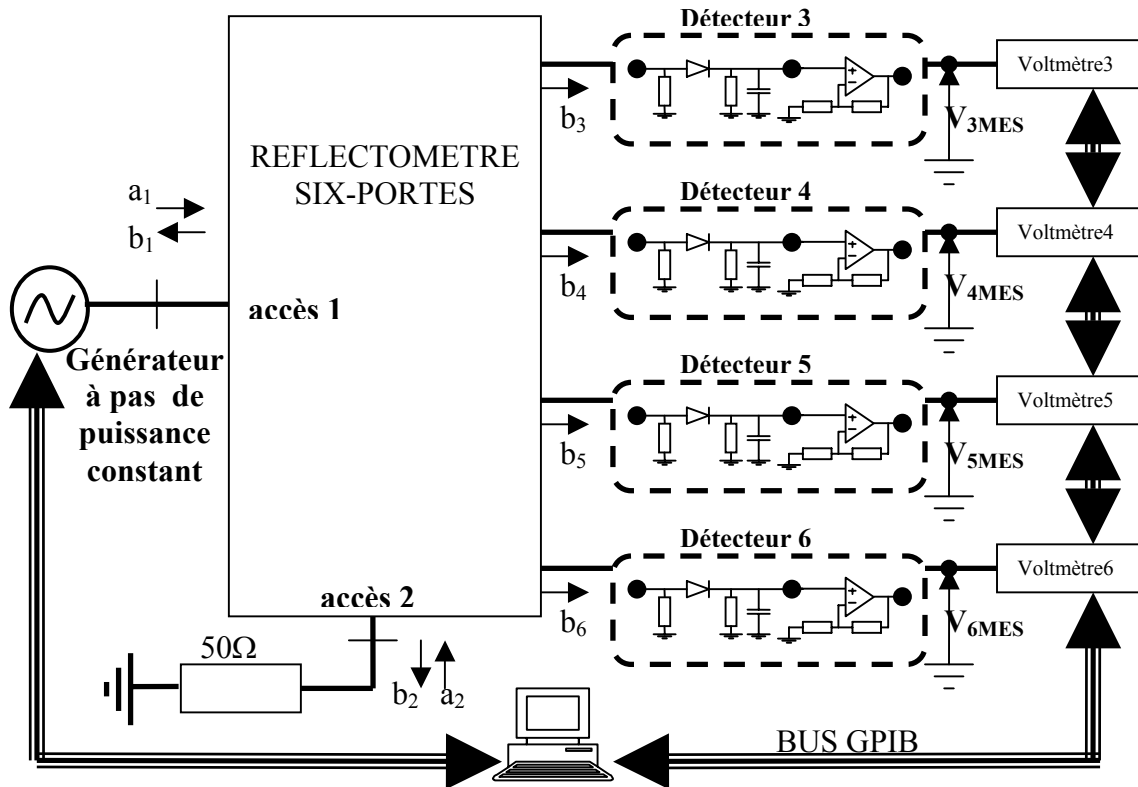 Détecteur 3
Voltmètre3
b3
V3MES
REFLECTOMETRE
SIX-PORTES
a1
b1
Détecteur 4
Voltmètre4
b4
V4MES
accès 1
Générateur
à pas de
puissance
constant
Détecteur 5
Voltmètre5
b5
V5MES
Détecteur 6
Voltmètre6
b6
V6MES
accès 2
50Ω
b2 a2
BUS GPIB